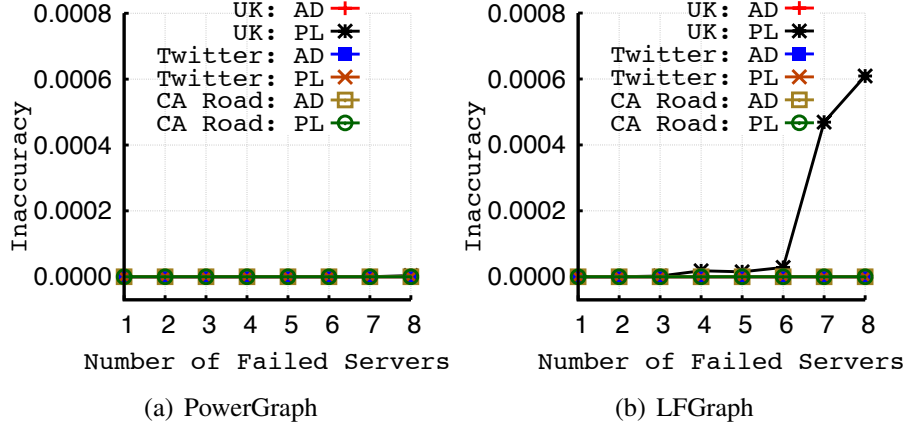 UK: AD
UK: PL
Twitter: AD
Twitter: PL
CA Road: AD
CA Road: PL
0.0008
0.0006
0.0004
0.0002
0.0000
Inaccuracy
1 2 3 4 5 6 7 8
Number of Failed Servers
(a) PowerGraph
UK: AD
UK: PL
Twitter: AD
Twitter: PL
CA Road: AD
CA Road: PL
0.0008
0.0006
0.0004
0.0002
0.0000
Inaccuracy
1 2 3 4 5 6 7 8
Number of Failed Servers
(b) LFGraph